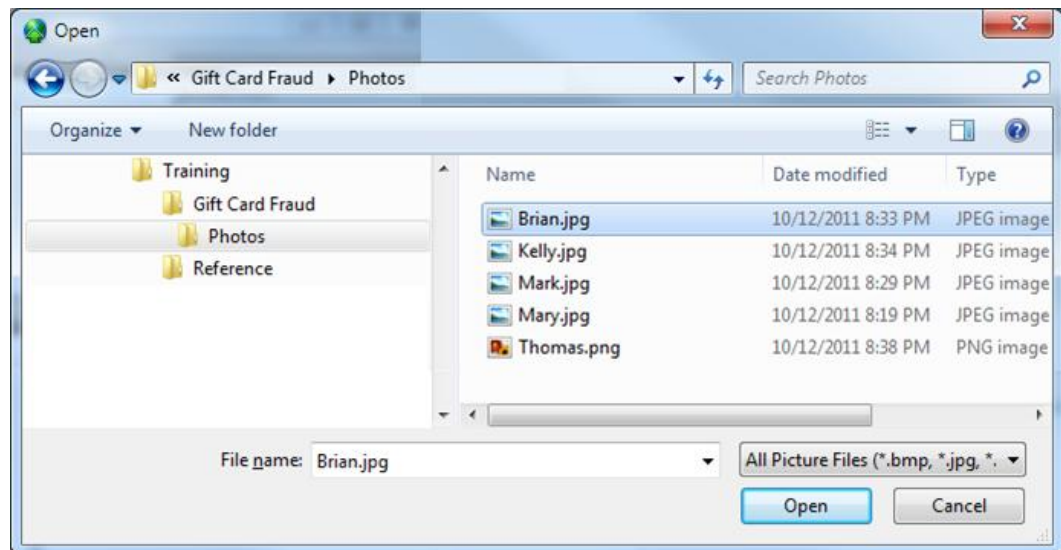 Open
« Gift Card Fraud ▸ Photos Search Photos
Organize New folder
Training
Gift Card Fraud
Photos
Reference
Name Date modified Type
Brian.jpg 10/12/2011 8:33 PM JPEG image
Kelly.jpg 10/12/2011 8:34 PM JPEG image
Mark.jpg 10/12/2011 8:29 PM JPEG image
Mary.jpg 10/12/2011 8:19 PM JPEG image
Thomas.png 10/12/2011 8:38 PM PNG image
File name: Brian.jpg All Picture Files (*.bmp, *.jpg, *.
Open Cancel